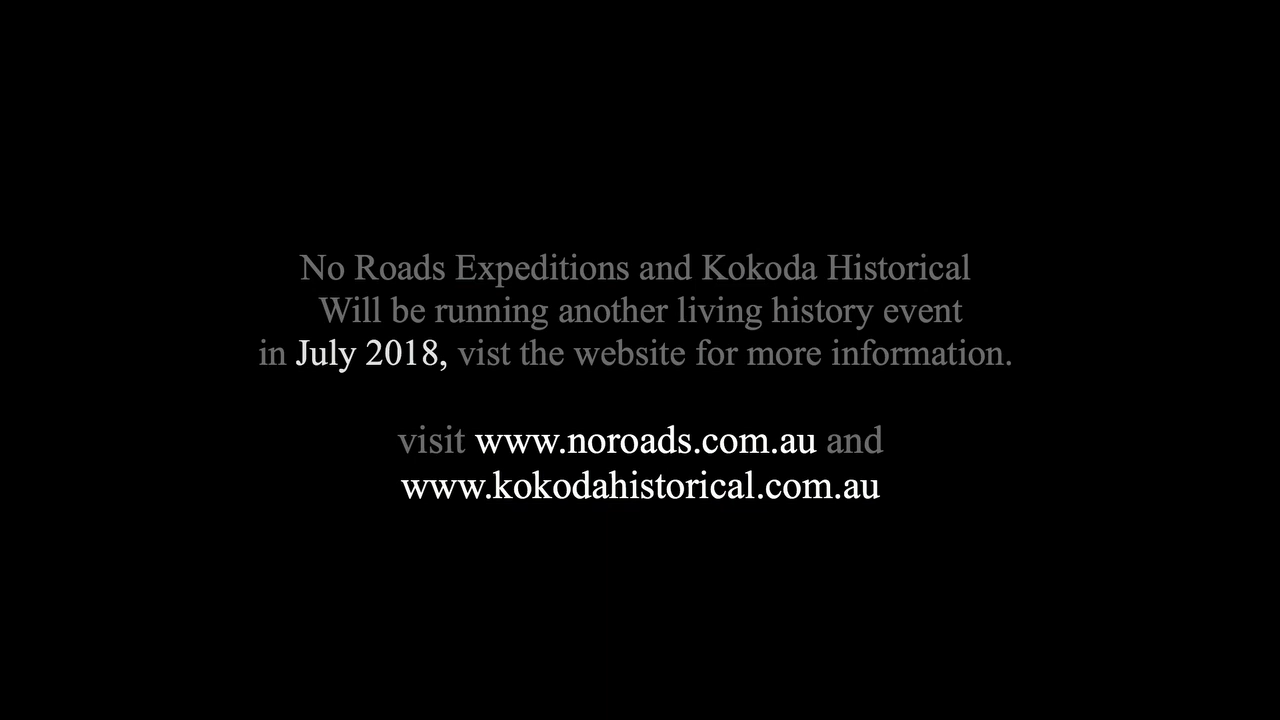 No Roads Expeditions and Kokoda Historical
Will be running another living history event
in July 2018, vist the website for more information.
visit www.noroads.com.au and
www.kokodahistorical.com.au